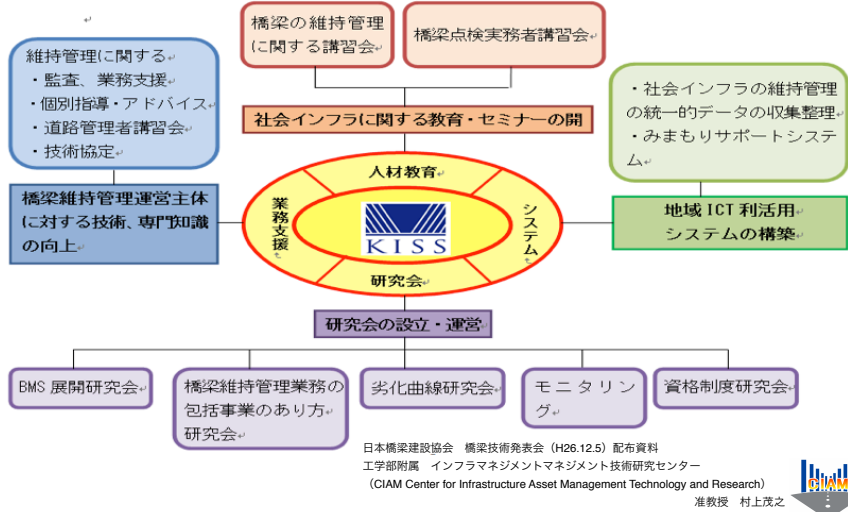 橋梁の維持管理
に関する講習会
橋梁点検実務者講習会
維持管理に関する
・監査、業務支援
・個別指導・アドバイス
・道路管理者講習会
・技術協定
・社会インフラの維持管理
の統一的データの収集整理
・みまもりサポートシステ
ム
社会インフラに関する教育・セミナーの開
人材教育
橋梁維持管理運営主体
に対する技術、専門知識
の向上
業務支援
KISS
システム
地域ICT利活用
システムの構築
研究会
研究会の設立・運営
BMS展開研究会
橋梁維持管理業務の
包括事業のあり方
研究会
劣化曲線研究会
モニタリン
グ
資格制度研究会
日本橋梁建設協会　橋梁技術発表会（H26.12.5）配布資料
工学部附属　インフラマネジメントマネジメント技術研究センター
（CIAM Center for Infrastructure Asset Management Technology and Research）
准教授　村上茂之
CIAM